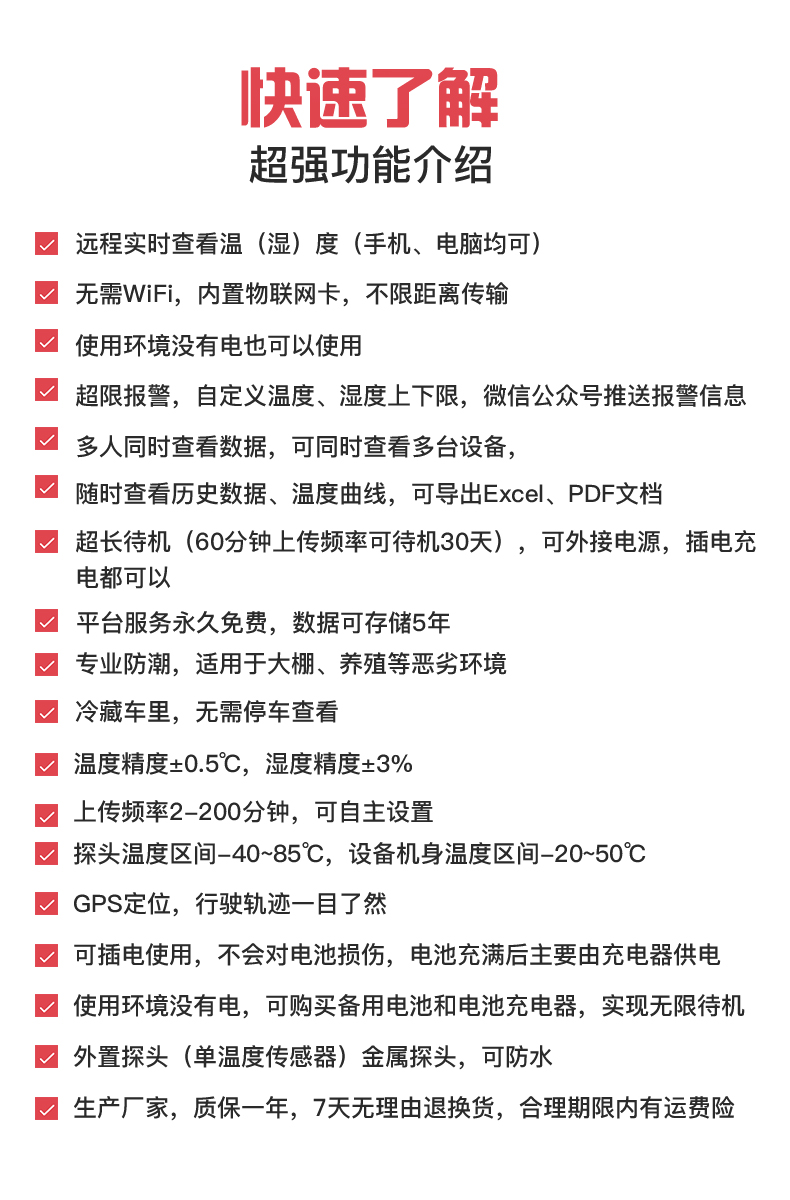 快速了解
超强功能介绍
远程实时查看温（湿）度（手机、电脑均可）
无需WiFi，内置物联网卡，不限距离传输
使用环境没有电也可以使用
超限报警，自定义温度、湿度上下限，微信公众号推送报警信息
多人同时查看数据，可同时查看多台设备，
随时查看历史数据、温度曲线，可导出Excel、PDF文档
超长待机（60分钟上传频率可待机30天），可外接电源，插电充
电都可以
平台服务永久免费，数据可存储5年
专业防潮，适用于大棚、养殖等恶劣环境
冷藏车里，无需停车查看
温度精度±0.5℃，湿度精度±3%
上传频率2–200分钟，可自主设置
探头温度区间–40~85℃，设备机身温度区间–20~50℃
GPS定位，行驶轨迹一目了然
可插电使用，不会对电池损伤，电池充满后主要由充电器供电
使用环境没有电，可购买备用电池和电池充电器，实现无限待机
外置探头（单温度传感器）金属探头，可防水
生产厂家，质保一年，7天无理由退换货，合理期限内有运费险